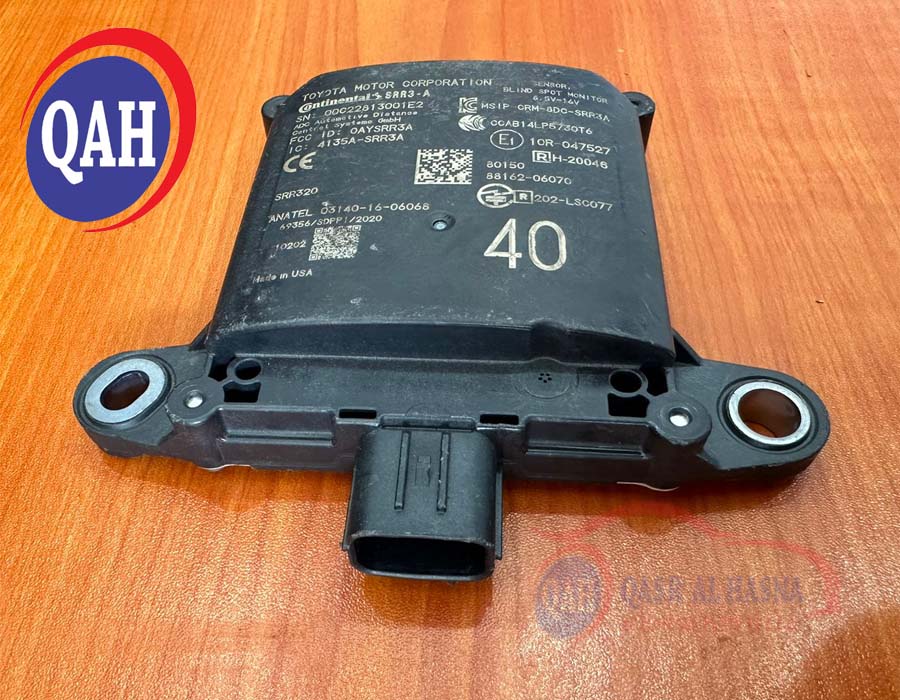 QAH
TOYOTA MOTOR CORPORATION
Continental SRR3-A
SN: 00C22813001E2
ADC Automotive Distance
Control Systems GmbH
FCC ID: OAYSRR3A
IC: 4135A-SRR3A
CE
SRR320
ANATEL 03140-16-06068
69356/SDPPI/2020
10202
Made in USA
SENSOR,
BLIND SPOT MONITOR
6.5V-16V
MSIP-CRM-8DC-SRR3A
CCAB14LP5730T6
E1 10R-047527
R H-20046
80150
88162-06070
R 202-LSC077
40
QAH QASR AL HASNA